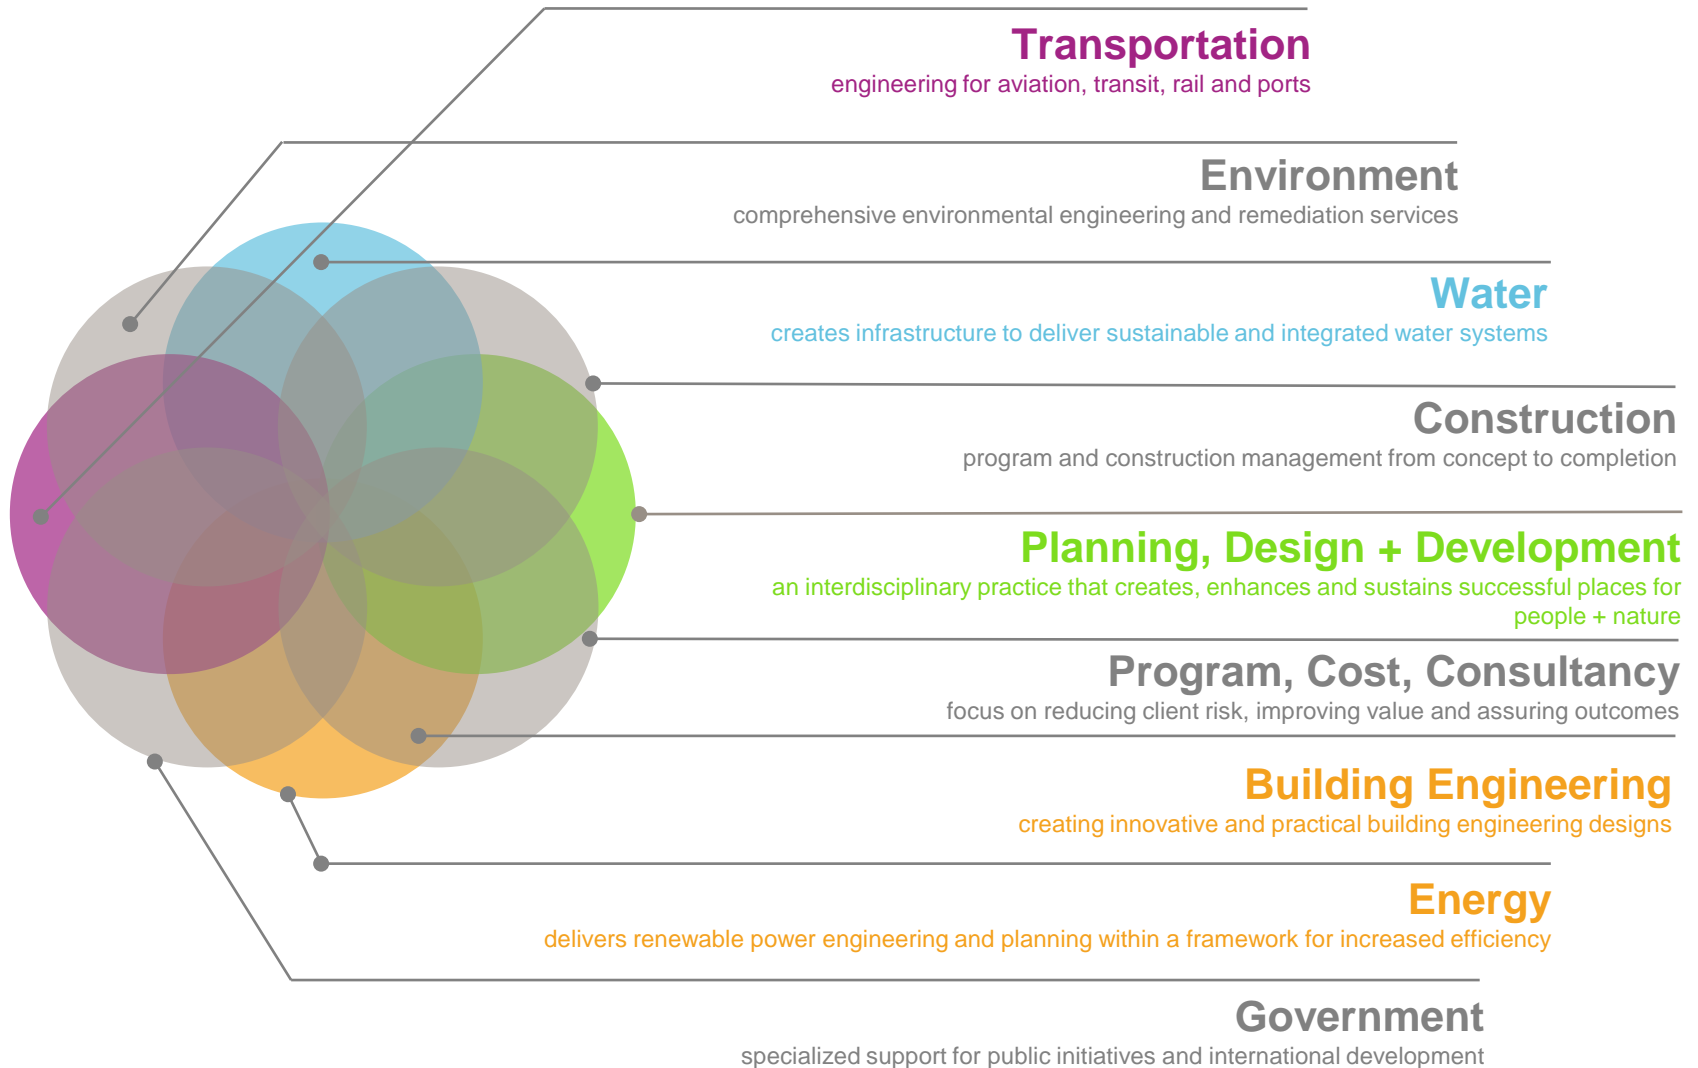 Transportation
engineering for aviation, transit, rail and ports
Environment
comprehensive environmental engineering and remediation services
Water
creates infrastructure to deliver sustainable and integrated water systems
Construction
program and construction management from concept to completion
Planning, Design + Development
an interdisciplinary practice that creates, enhances and sustains successful places for
people + nature
Program, Cost, Consultancy
focus on reducing client risk, improving value and assuring outcomes
Building Engineering
creating innovative and practical building engineering designs
Energy
delivers renewable power engineering and planning within a framework for increased efficiency
Government
specialized support for public initiatives and international development